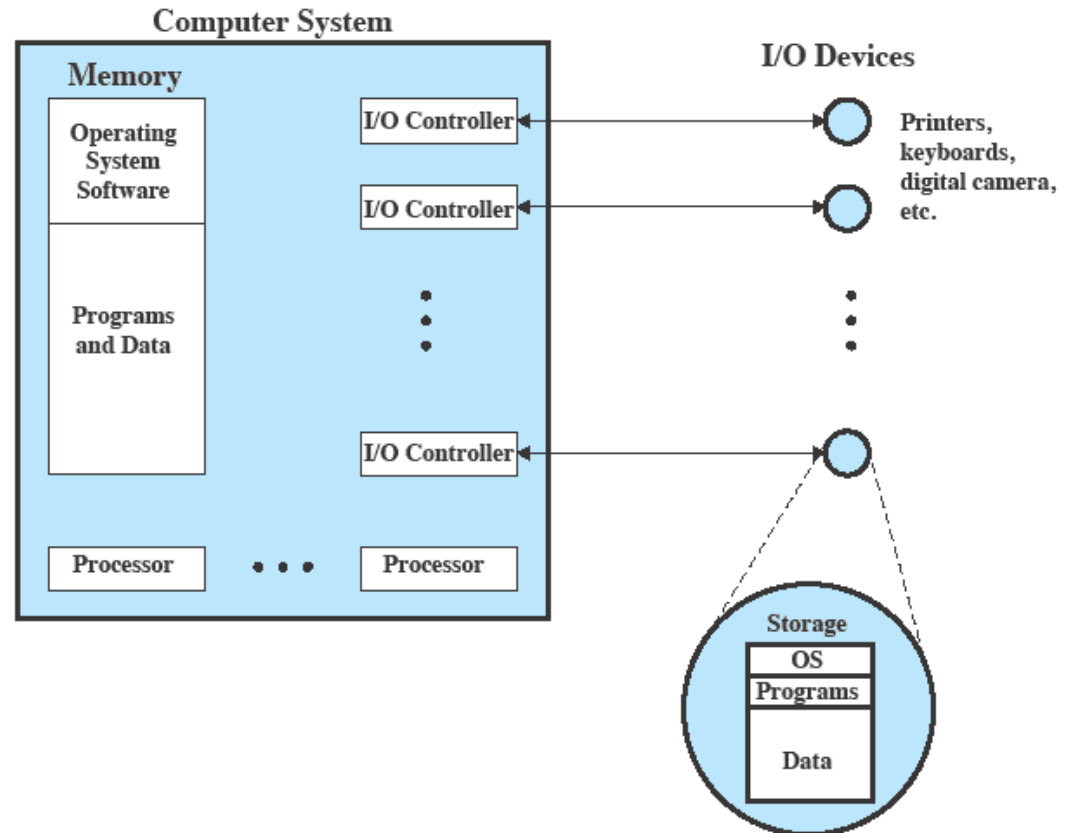 Computer System
Memory
Operating
System
Software
Programs
and Data
I/O Controller
I/O Controller
I/O Controller
Processor
Processor
I/O Devices
Printers,
keyboards,
digital camera,
etc.
Storage
OS
Programs
Data